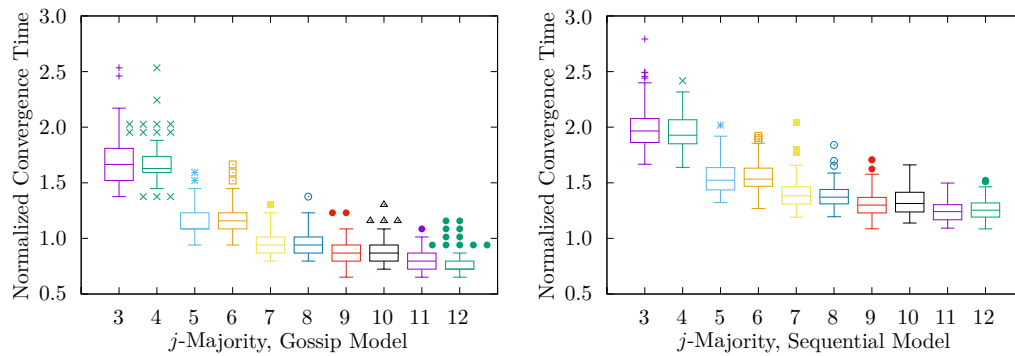 Normalized Convergence Time
3.0
2.5
2.0
1.5
1.0
0.5
3 4 5 6 7 8 9 10 11 12
j-Majority, Gossip Model
Normalized Convergence Time
3.0
2.5
2.0
1.5
1.0
0.5
3 4 5 6 7 8 9 10 11 12
j-Majority, Sequential Model